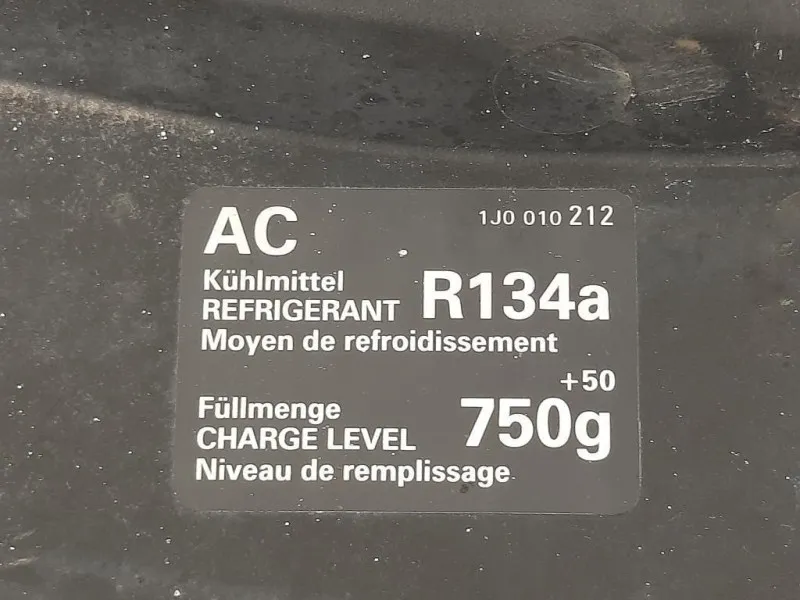 AC 1J0 010 212
Kühlmittel
REFRIGERANT R134a
Moyen de refroidissement
+50
Füllmenge
CHARGE LEVEL 750g
Niveau de remplissage